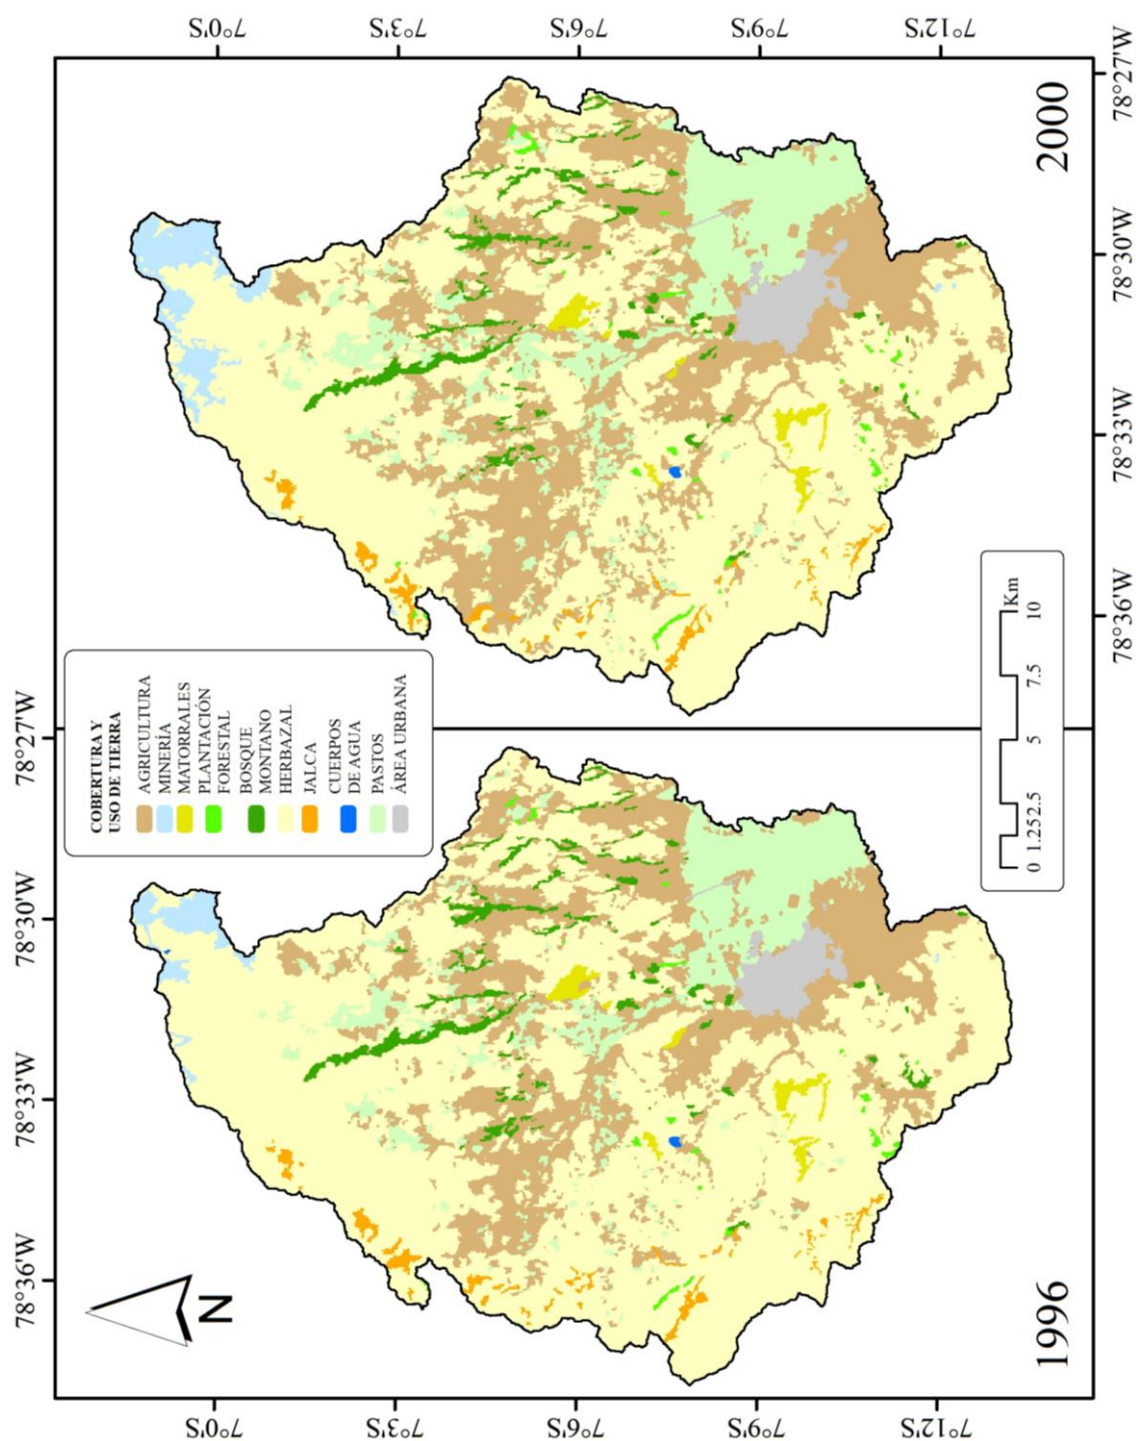 78°36'W
78°33'W
78°30'W
78°27'W
7°0'S
7°3'S
7°6'S
7°9'S
7°12'S
N
COBERTURA Y
USO DE TIERRA
AGRICULTURA
MINERÍA
MATORRALES
PLANTACIÓN
FORESTAL
BOSQUE
MONTANO
HERBAZAL
JALCA
CUERPOS
DE AGUA
PASTOS
ÁREA URBANA
7°0'S
7°3'S
7°6'S
7°9'S
7°12'S
0 1.25 2.5 5 7.5 10
Km
1996
2000
78°36'W
78°33'W
78°30'W
78°27'W